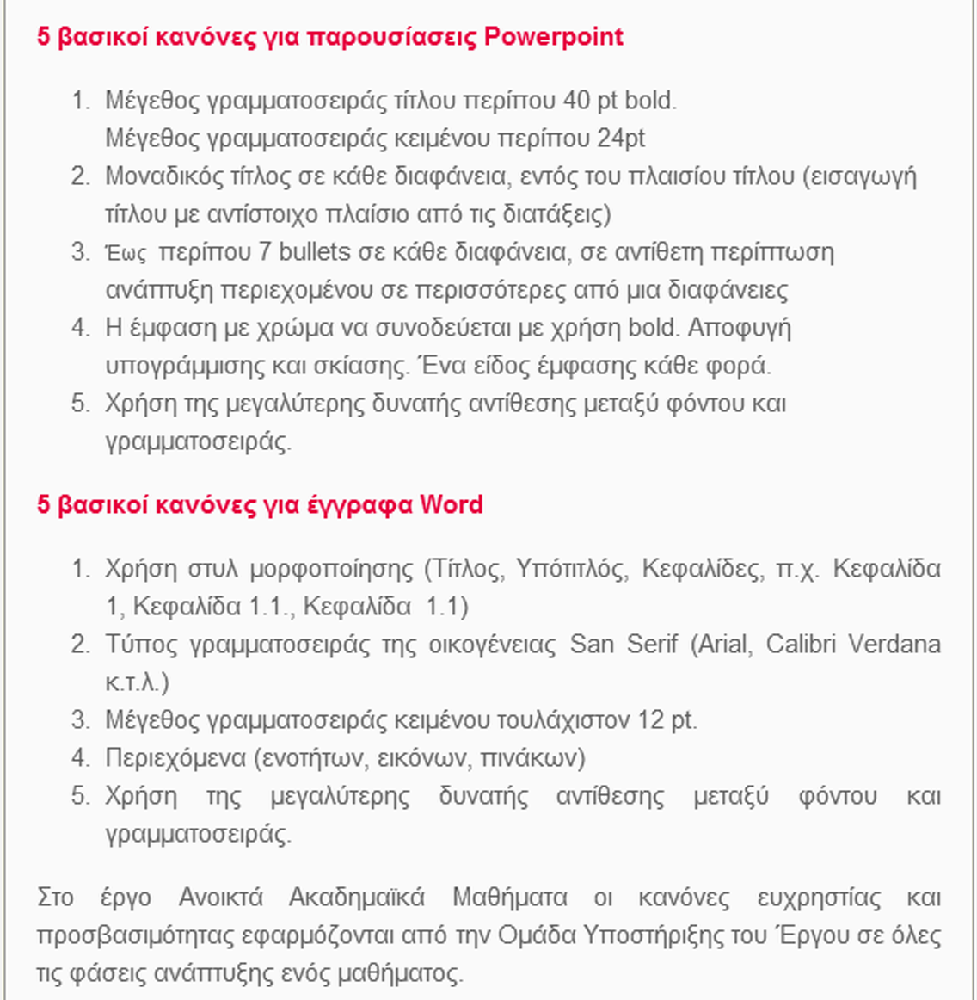 5 βασικοί κανόνες για παρουσίασεις Powerpoint
1. Μέγεθος γραμματοσειράς τίτλου περίπου 40 pt bold.
Μέγεθος γραμματοσειράς κειμένου περίπου 24pt
2. Μοναδικός τίτλος σε κάθε διαφάνεια, εντός του πλαισίου τίτλου (εισαγωγή
τίτλου με αντίστοιχο πλαίσιο από τις διατάξεις)
3. Έως περίπου 7 bullets σε κάθε διαφάνεια, σε αντίθετη περίπτωση
ανάπτυξη περιεχομένου σε περισσότερες από μια διαφάνειες
4. Η έμφαση με χρώμα να συνοδεύεται με χρήση bold. Αποφυγή
υπογράμμισης και σκίασης. Ένα είδος έμφασης κάθε φορά.
5. Χρήση της μεγαλύτερης δυνατής αντίθεσης μεταξύ φόντου και
γραμματοσειράς.
5 βασικοί κανόνες για έγγραφα Word
1. Χρήση στυλ μορφοποίησης (Τίτλος, Υπότιτλός, Κεφαλίδες, π.χ. Κεφαλίδα
1, Κεφαλίδα 1.1., Κεφαλίδα 1.1)
2. Τύπος γραμματοσειράς της οικογένειας San Serif (Arial, Calibri Verdana
κ.τ.λ.)
3. Μέγεθος γραμματοσειράς κειμένου τουλάχιστον 12 pt.
4. Περιεχόμενα (ενοτήτων, εικόνων, πινάκων)
5. Χρήση της μεγαλύτερης δυνατής αντίθεσης μεταξύ φόντου και
γραμματοσειράς.
Στο έργο Ανοικτά Ακαδημαϊκά Μαθήματα οι κανόνες ευχρηστίας και
προσβασιμότητας εφαρμόζονται από την Ομάδα Υποστήριξης του Έργου σε όλες
τις φάσεις ανάπτυξης ενός μαθήματος.